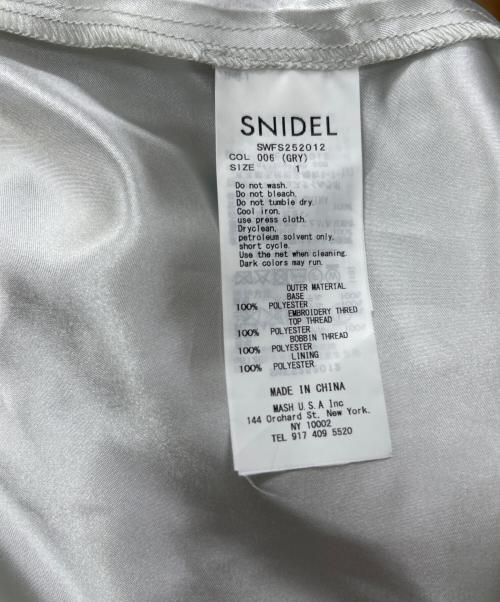 SNIDEL
SWFS252012
COL 006 (GRY)
SIZE 1
Do not wash.
Do not bleach.
Do not tumble dry.
Cool iron.
use press cloth.
Dryclean,
petroleum solvent only,
short cycle.
Use the net when cleaning.
Dark colors may run.
OUTER MATERIAL
BASE
100% POLYESTER
EMBROIDERY THRED
TOP THREAD
100% POLYESTER
BOBBIN THREAD
100% POLYESTER
LINING
100% POLYESTER
MADE IN CHINA
MASH U.S.A Inc
144 Orchard St. New York.
NY 10002
TEL 917 409 5520